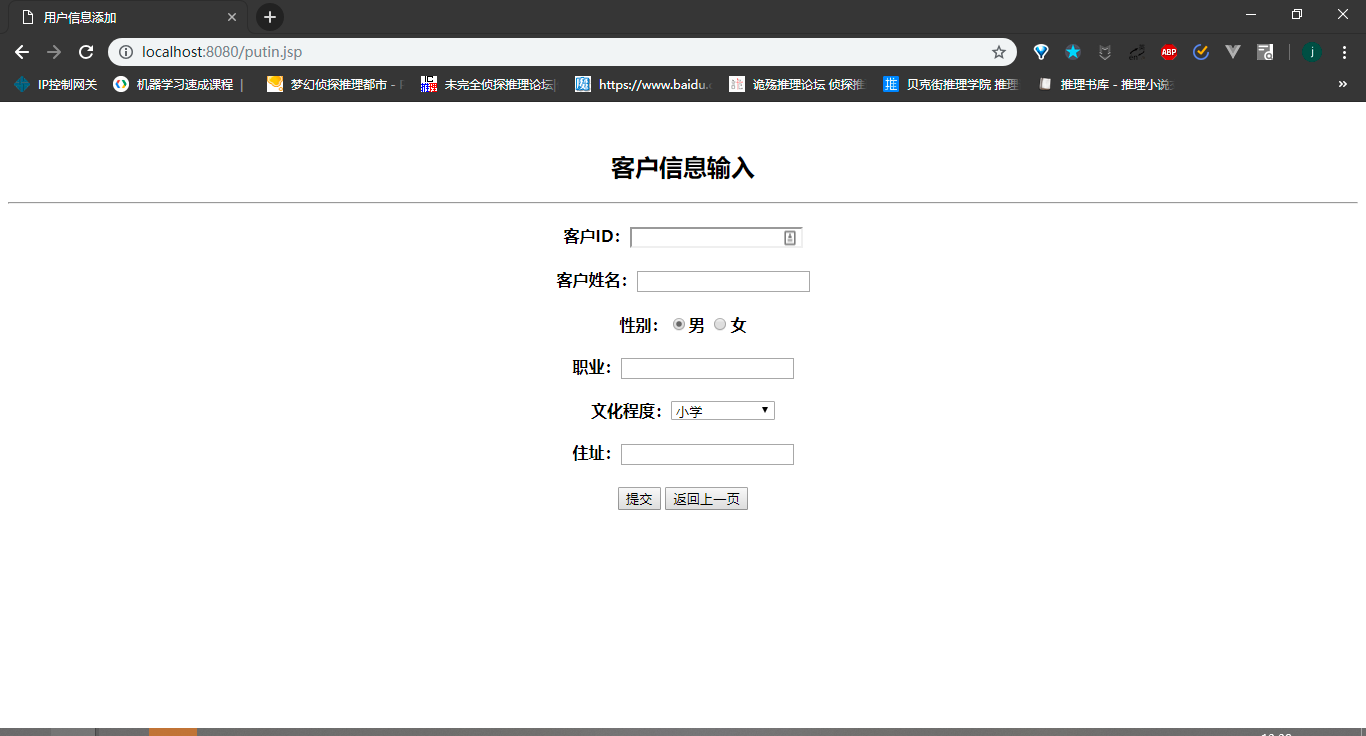 用户信息添加
localhost:8080/putin.jsp
ABP
j
IP控制网关 机器学习速成课程 | 梦幻侦探推理都市 - 未完全侦探推理论坛 https://www.baidu. 诡殇推理论坛 侦探推 贝克街推理学院 推理 推理书库 - 推理小说 »
客户信息输入
客户ID：
客户姓名：
性别： 男 女
职业：
文化程度： 小学
住址：
提交 返回上一页